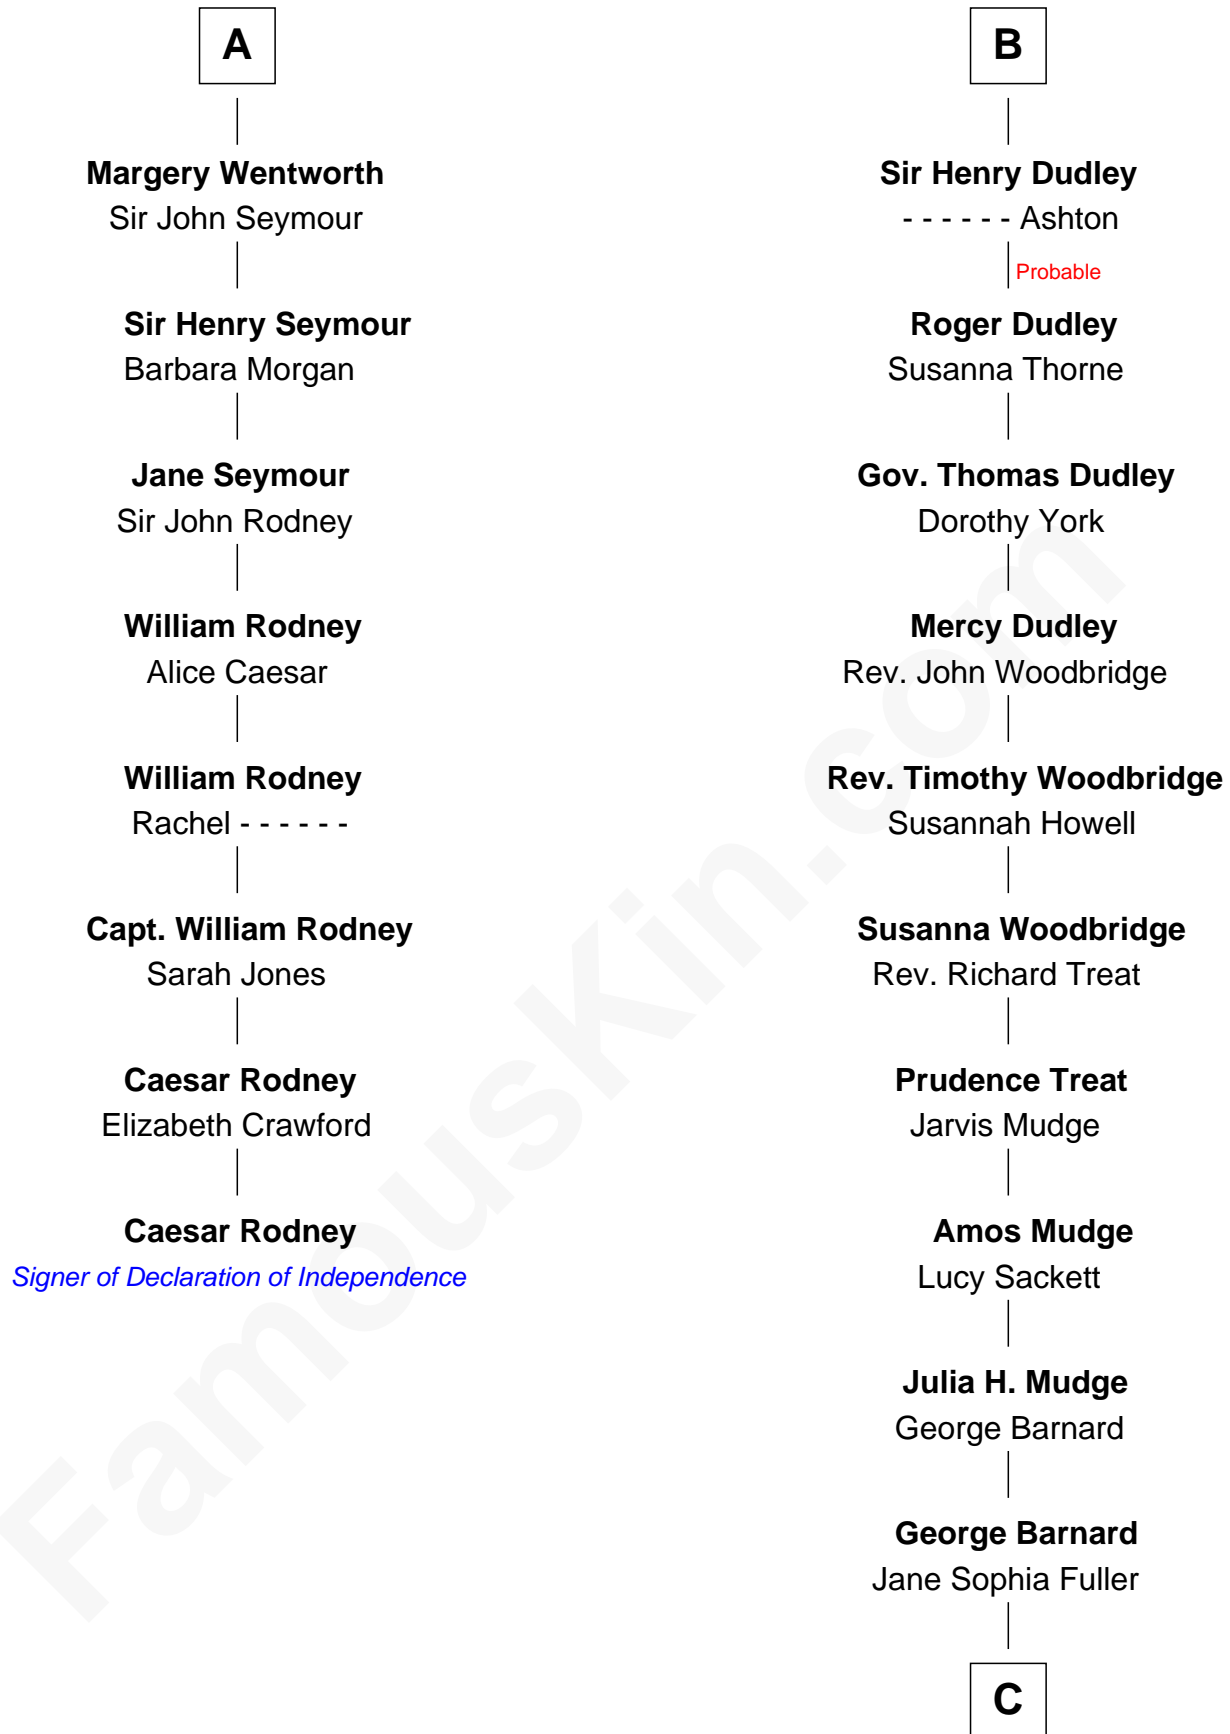 A
Margery Wentworth
Sir John Seymour
Sir Henry Seymour
Barbara Morgan
Jane Seymour
Sir John Rodney
William Rodney
Alice Caesar
William Rodney
Rachel - - - - - -
Capt. William Rodney
Sarah Jones
Caesar Rodney
Elizabeth Crawford
Caesar Rodney
Signer of Declaration of Independence
B
Sir Henry Dudley
- - - - - - Ashton
Probable
Roger Dudley
Susanna Thorne
Gov. Thomas Dudley
Dorothy York
Mercy Dudley
Rev. John Woodbridge
Rev. Timothy Woodbridge
Susannah Howell
Susanna Woodbridge
Rev. Richard Treat
Prudence Treat
Jarvis Mudge
Amos Mudge
Lucy Sackett
Julia H. Mudge
George Barnard
George Barnard
Jane Sophia Fuller
C
FamousKin.com